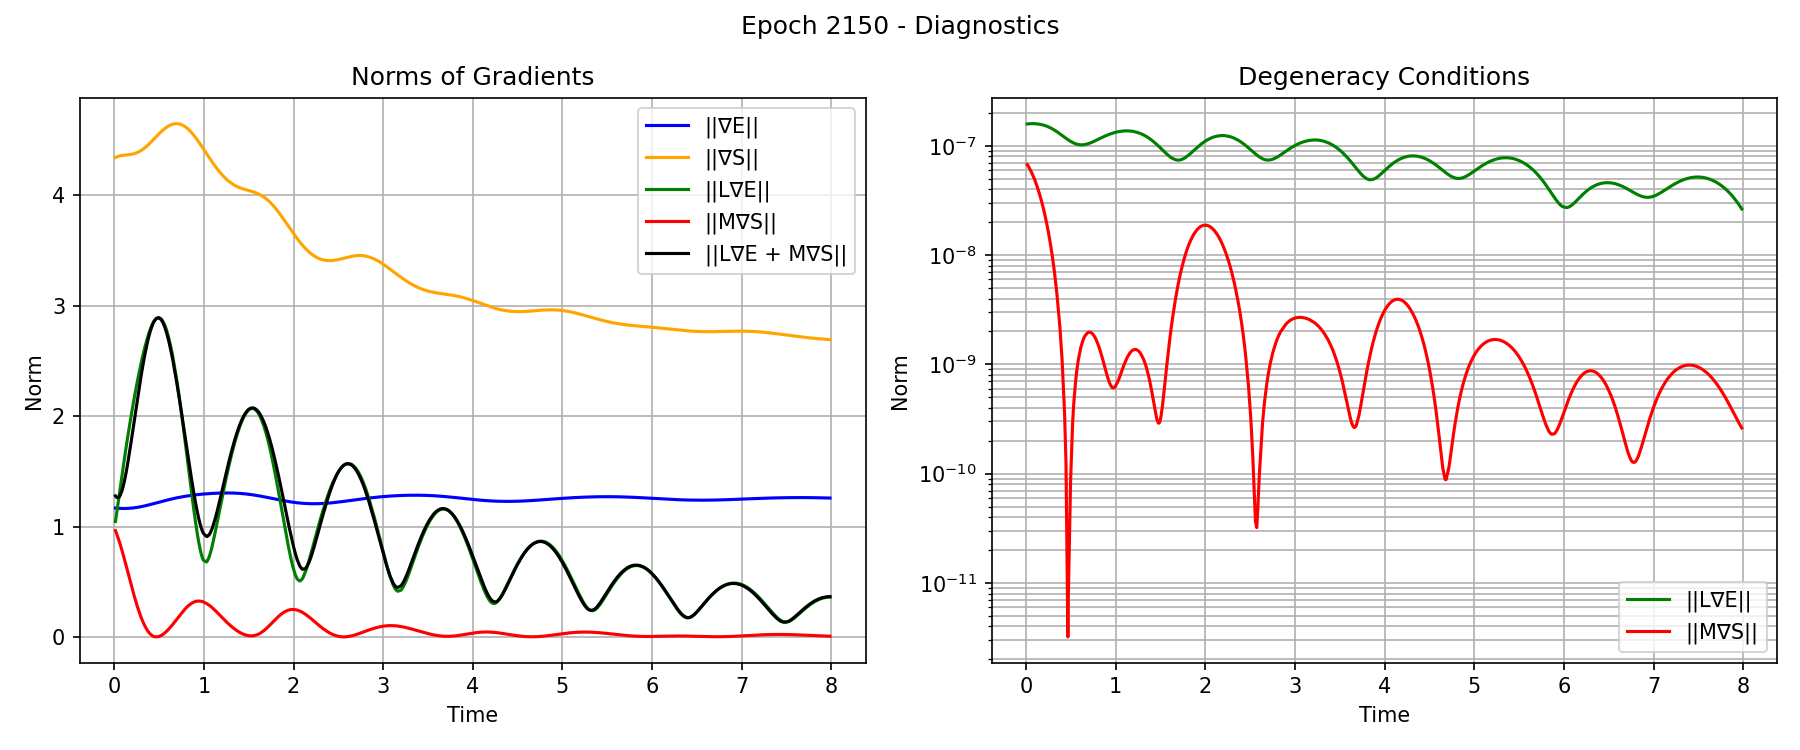 Epoch 2150 - Diagnostics
Norms of Gradients
Norm
4
3
2
1
0
0 1 2 3 4 5 6 7 8
Time
||∇E||
||∇S||
||L∇E||
||M∇S||
||L∇E + M∇S||
Degeneracy Conditions
Norm
10⁻⁷
10⁻⁸
10⁻⁹
10⁻¹⁰
10⁻¹¹
0 1 2 3 4 5 6 7 8
Time
||L∇E||
||M∇S||